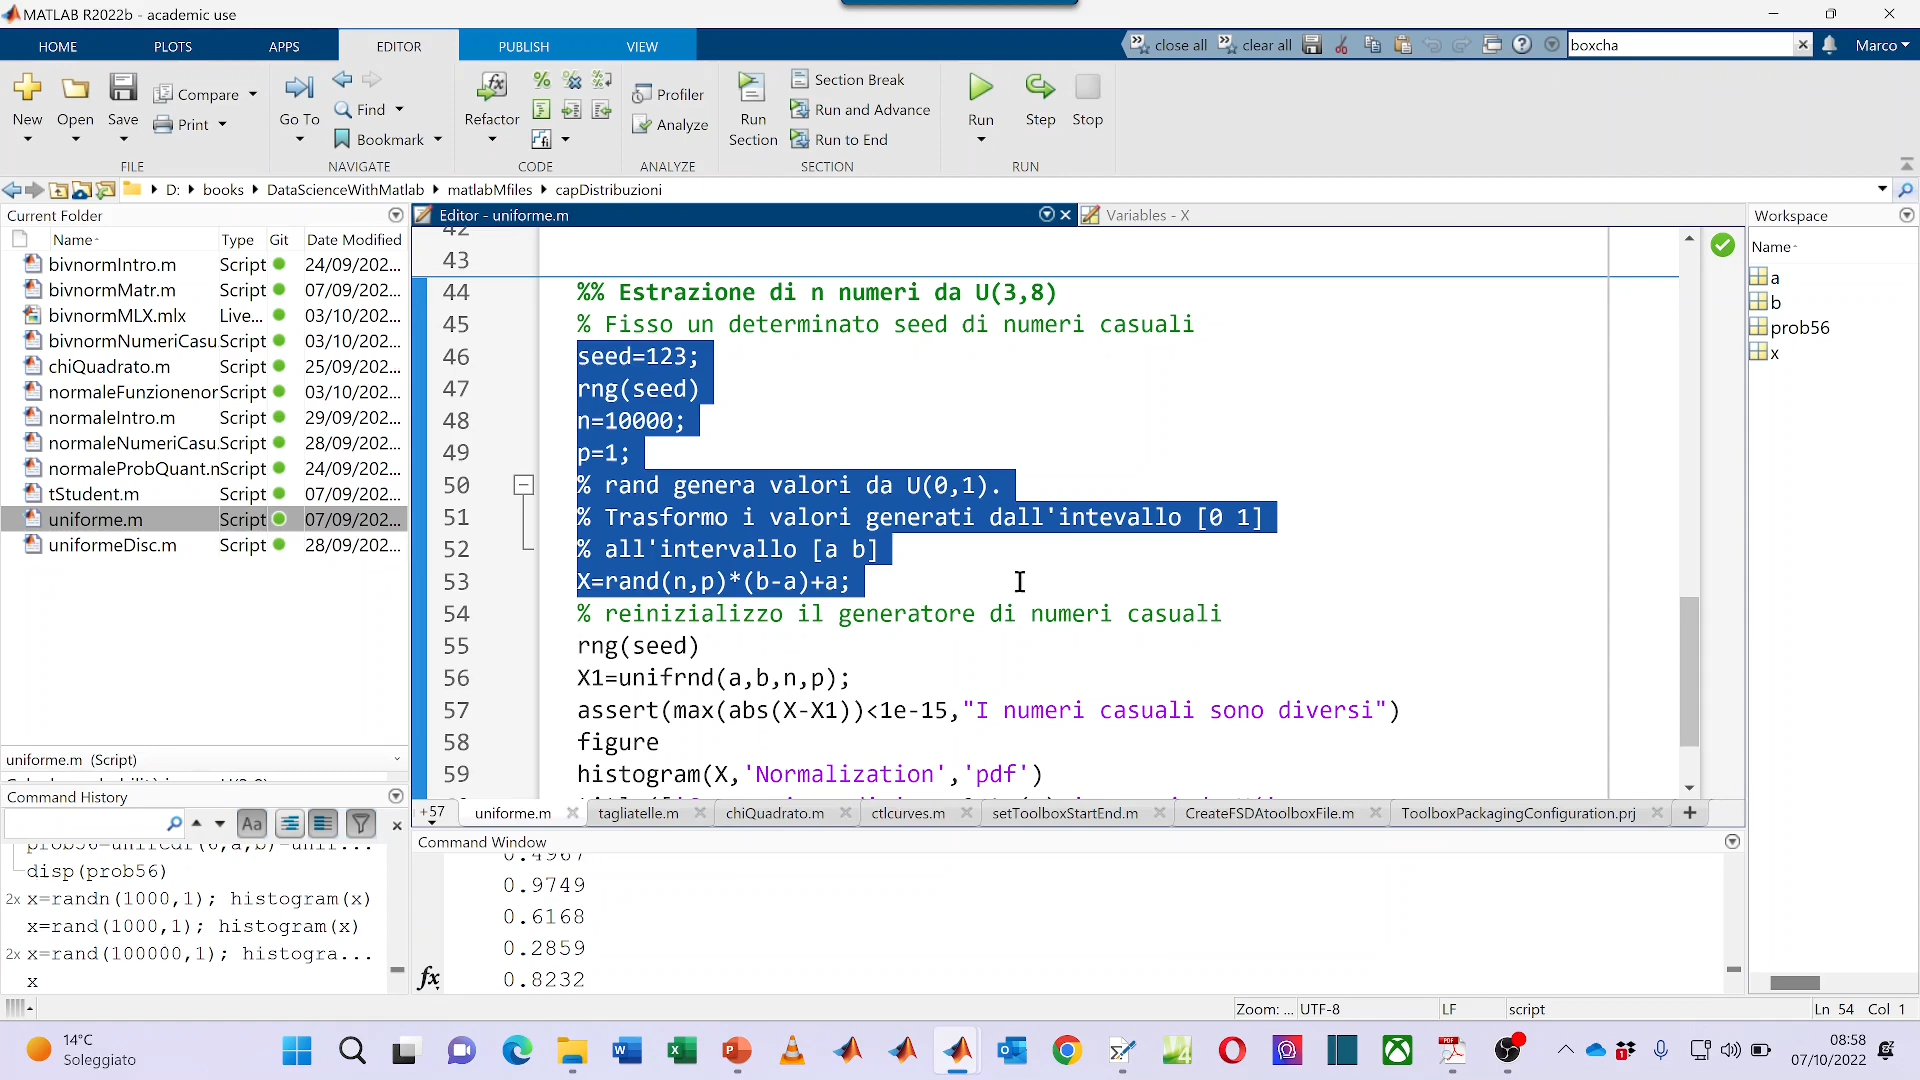 MATLAB R2022b - academic use
HOME PLOTS APPS EDITOR PUBLISH VIEW
close all clear all boxcha Marco
New Open Save Compare Print
Go To Find Bookmark
Refactor
Profiler Analyze
Run Section Section Break Run and Advance Run to End
Run Step Stop
FILE NAVIGATE CODE ANALYZE SECTION RUN
D: books DataScienceWithMatlab matlabMfiles capDistribuzioni
Current Folder
Name Type Git Date Modified
bivnormIntro.m Script 24/09/202...
bivnormMatr.m Script 07/09/202...
bivnormMLX.mlx Live... 03/10/202...
bivnormNumeriCasu Script 03/10/202...
chiQuadrato.m Script 25/09/202...
normaleFunzionenor Script 03/10/202...
normaleIntro.m Script 29/09/202...
normaleNumeriCasu. Script 28/09/202...
normaleProbQuant.n Script 24/09/202...
tStudent.m Script 07/09/202...
uniforme.m Script 07/09/202...
uniformeDisc.m Script 28/09/202...
uniforme.m (Script)
Command History
Aa
disp(prob56)
2x x=randn(1000,1); histogram(x)
x=rand(1000,1); histogram(x)
2x x=rand(100000,1); histogra...
x
Editor - uniforme.m
Variables - X
42
43
44 %% Estrazione di n numeri da U(3,8)
45 % Fisso un determinato seed di numeri casuali
46 seed=123;
47 rng(seed)
48 n=10000;
49 p=1;
50 % rand genera valori da U(0,1).
51 % Trasformo i valori generati dall'intevallo [0 1]
52 % all'intervallo [a b]
53 X=rand(n,p)*(b-a)+a;
54 % reinizializzo il generatore di numeri casuali
55 rng(seed)
56 X1=unifrnd(a,b,n,p);
57 assert(max(abs(X-X1))<1e-15,"I numeri casuali sono diversi")
58 figure
59 histogram(X,'Normalization','pdf')
+57 uniforme.m tagliatelle.m chiQuadrato.m ctlcurves.m setToolboxStartEnd.m CreateFSDAtoolboxFile.m ToolboxPackagingConfiguration.prj
Command Window
0.4967
0.9749
0.6168
0.2859
0.8232
fx
Workspace
Name
a
b
prob56
x
Zoom: ... UTF-8 LF script Ln 54 Col 1
14°C
Soleggiato
08:58
07/10/2022